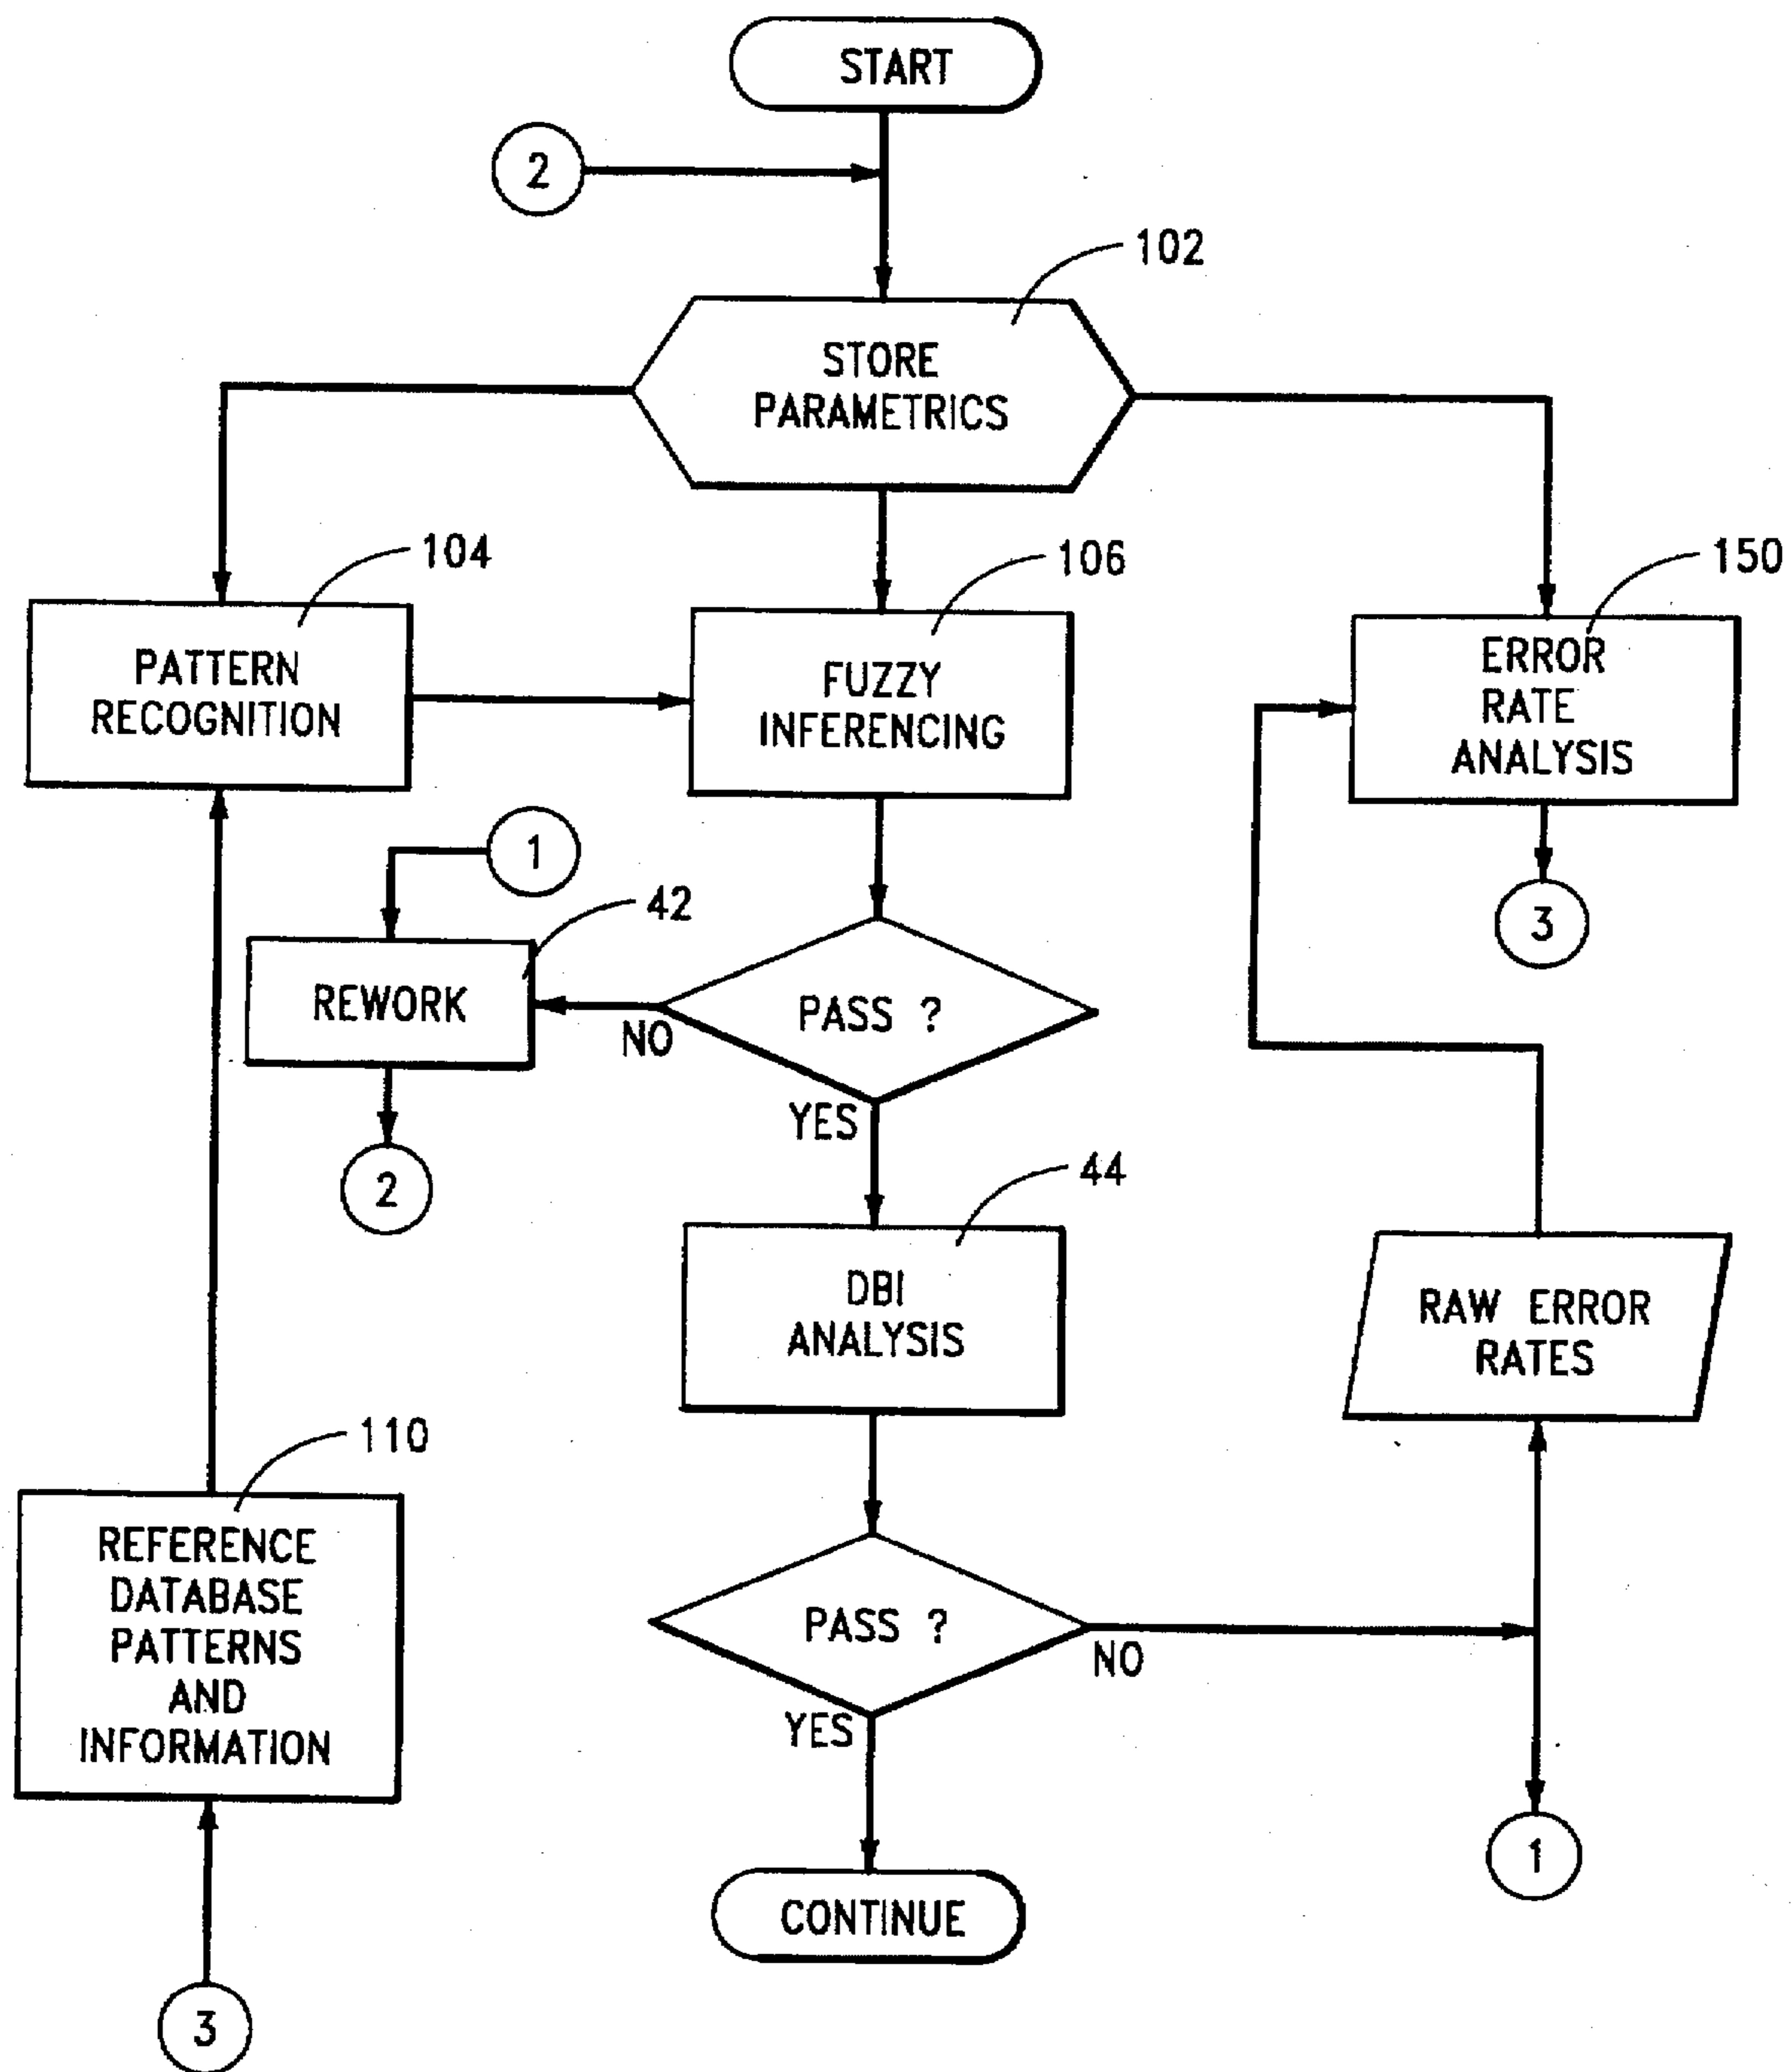 START
2
102
STORE
PARAMETRICS
104
106
150
PATTERN
RECOGNITION
FUZZY
INFERENCING
ERROR
RATE
ANALYSIS
1
42
3
REWORK
PASS ?
NO
YES
2
44
DBI
ANALYSIS
RAW ERROR
RATES
110
REFERENCE
DATABASE
PATTERNS
AND
INFORMATION
PASS ?
NO
YES
1
CONTINUE
3